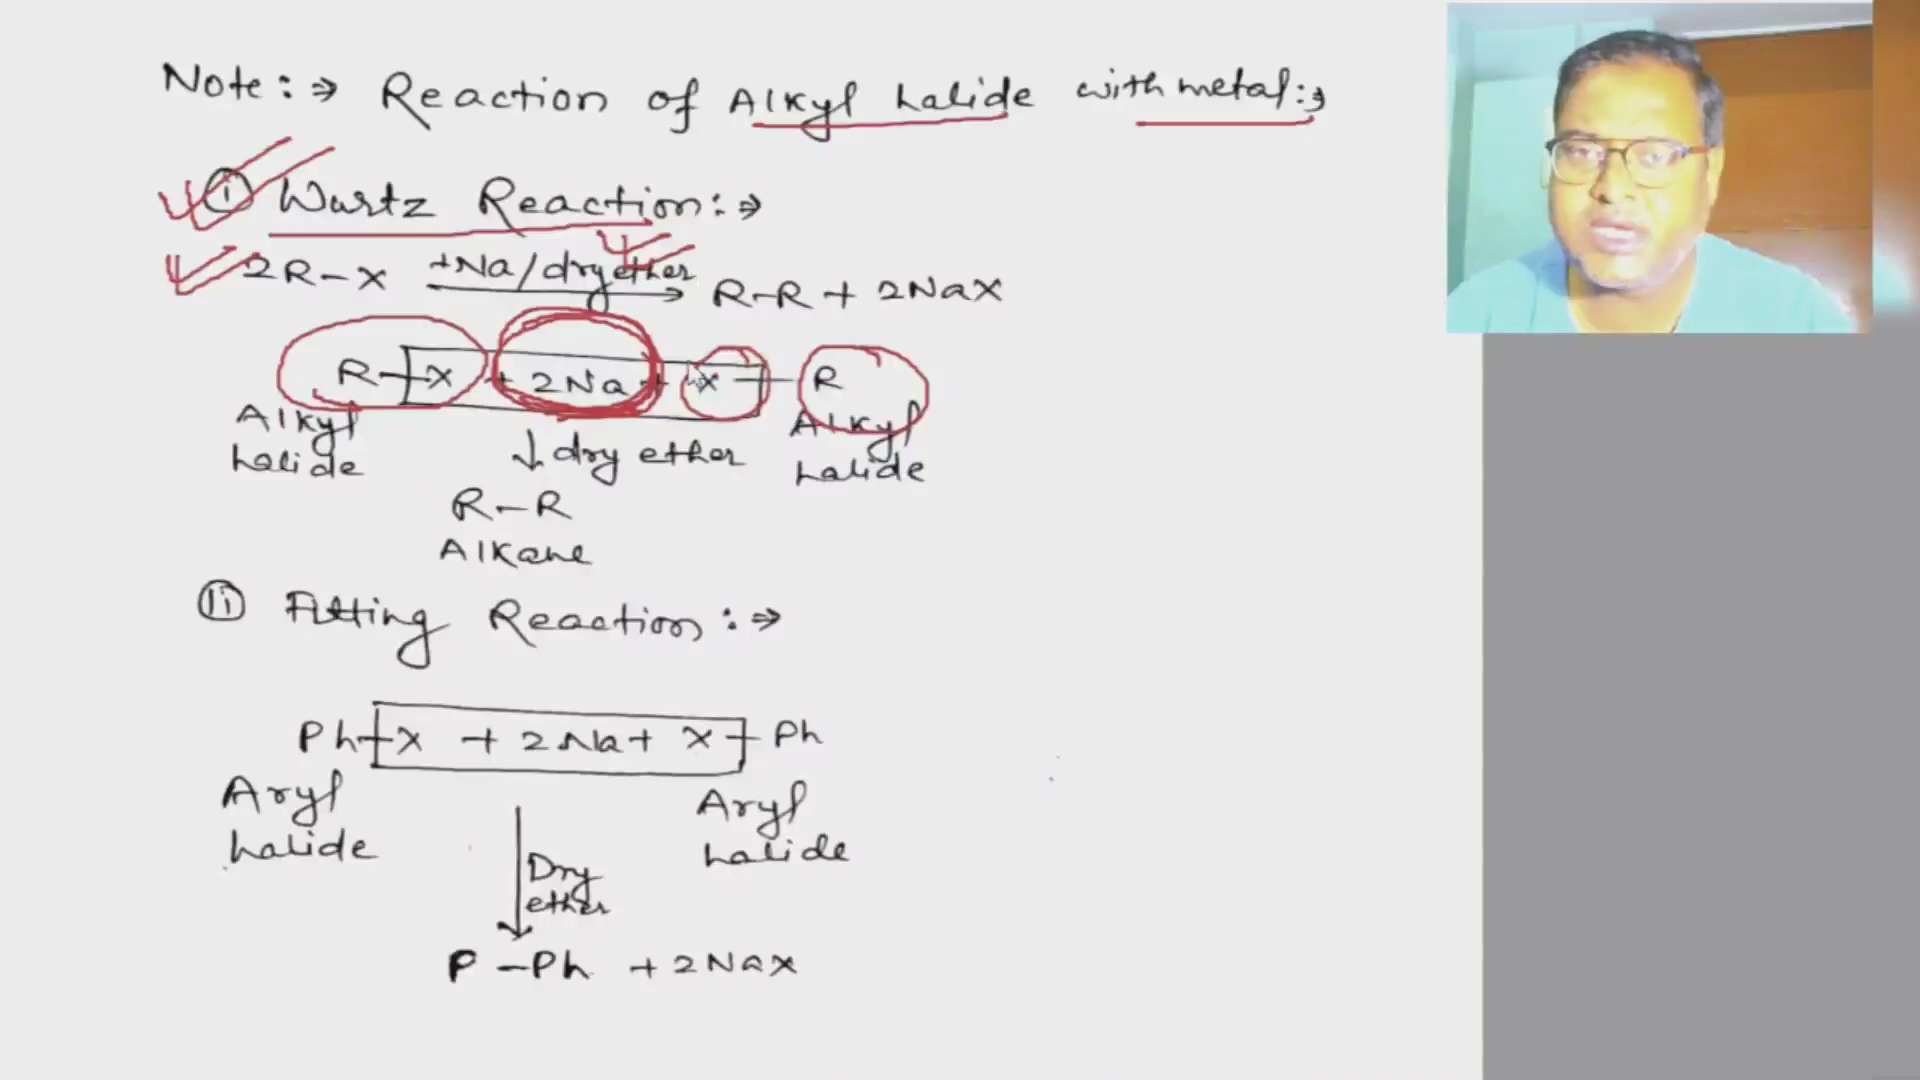 Note:⇒ Reaction of Alkyl halide with metal:⇒
① Wurtz Reaction:⇒
2R-X +Na/dry ether R-R + 2NaX
R-X + 2Na + X-R
Alkyl halide Alkyl halide
↓dry ether
R-R
Alkane
ⓘⓘ Fitting Reaction:⇒
Ph-X + 2Na + X-Ph
Aryl halide Aryl halide
Dry ether
P -Ph + 2NaX